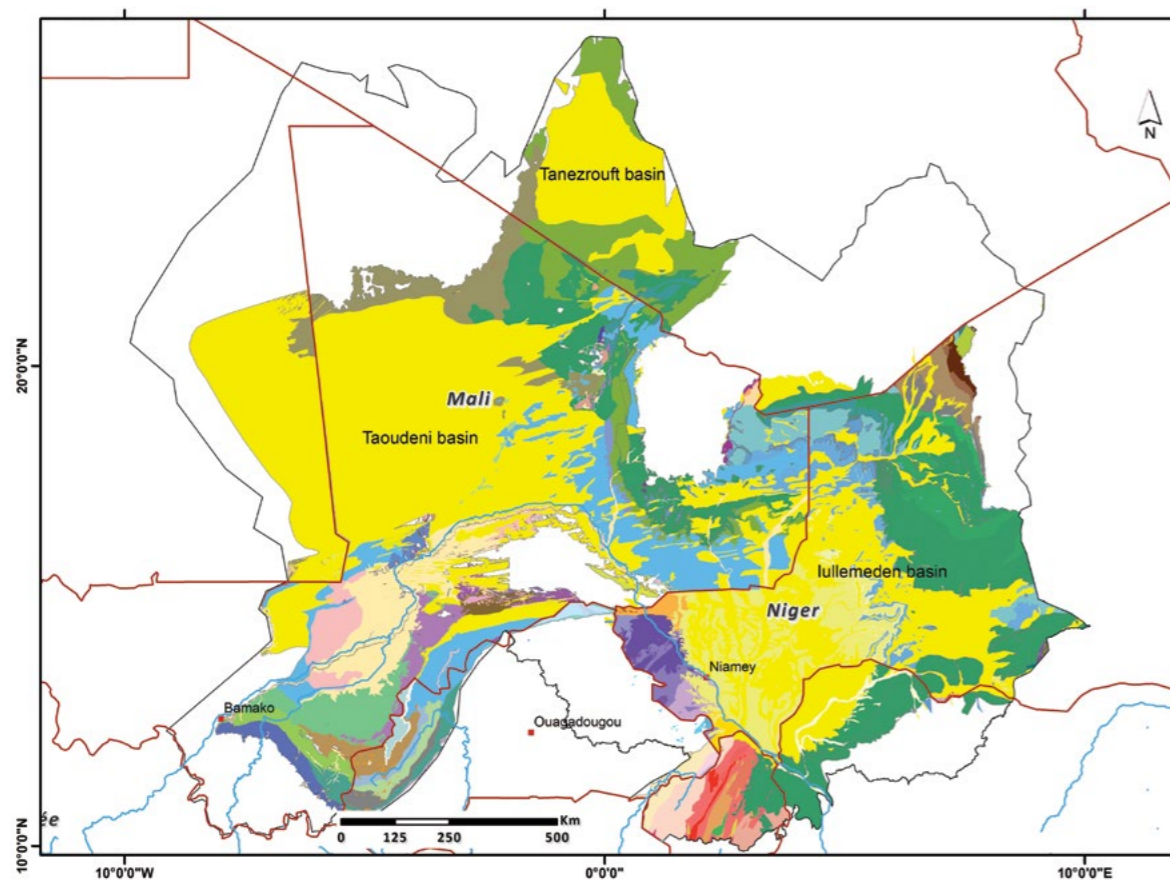 N
Tanezrouft basin
20°0'0"N
Mali
Taoudeni basin
Iullemeden basin
Niger
Niamey
Bamako
Ouagadougou
ée
Km
0 125 250 500
10°0'0"N
10°0'0"W
0°0'0"
10°0'0"E